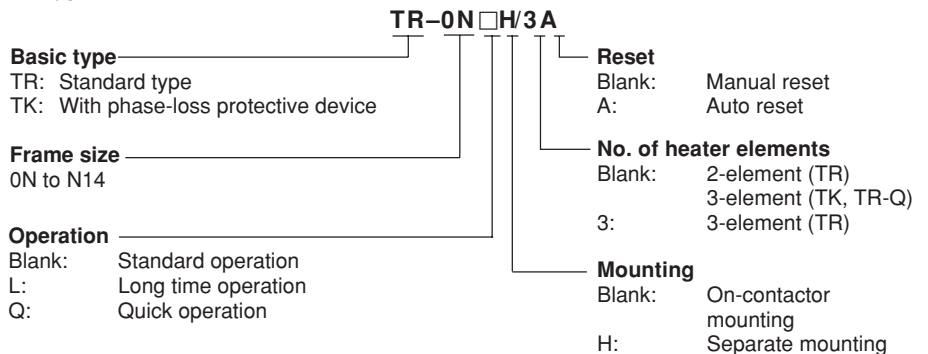 TR–0N□H/3A
Basic type
TR: Standard type
TK: With phase-loss protective device
Frame size
0N to N14
Operation
Blank: Standard operation
L: Long time operation
Q: Quick operation
Reset
Blank: Manual reset
A: Auto reset
No. of heater elements
Blank: 2-element (TR)
3-element (TK, TR-Q)
3: 3-element (TR)
Mounting
Blank: On-contactor
mounting
H: Separate mounting